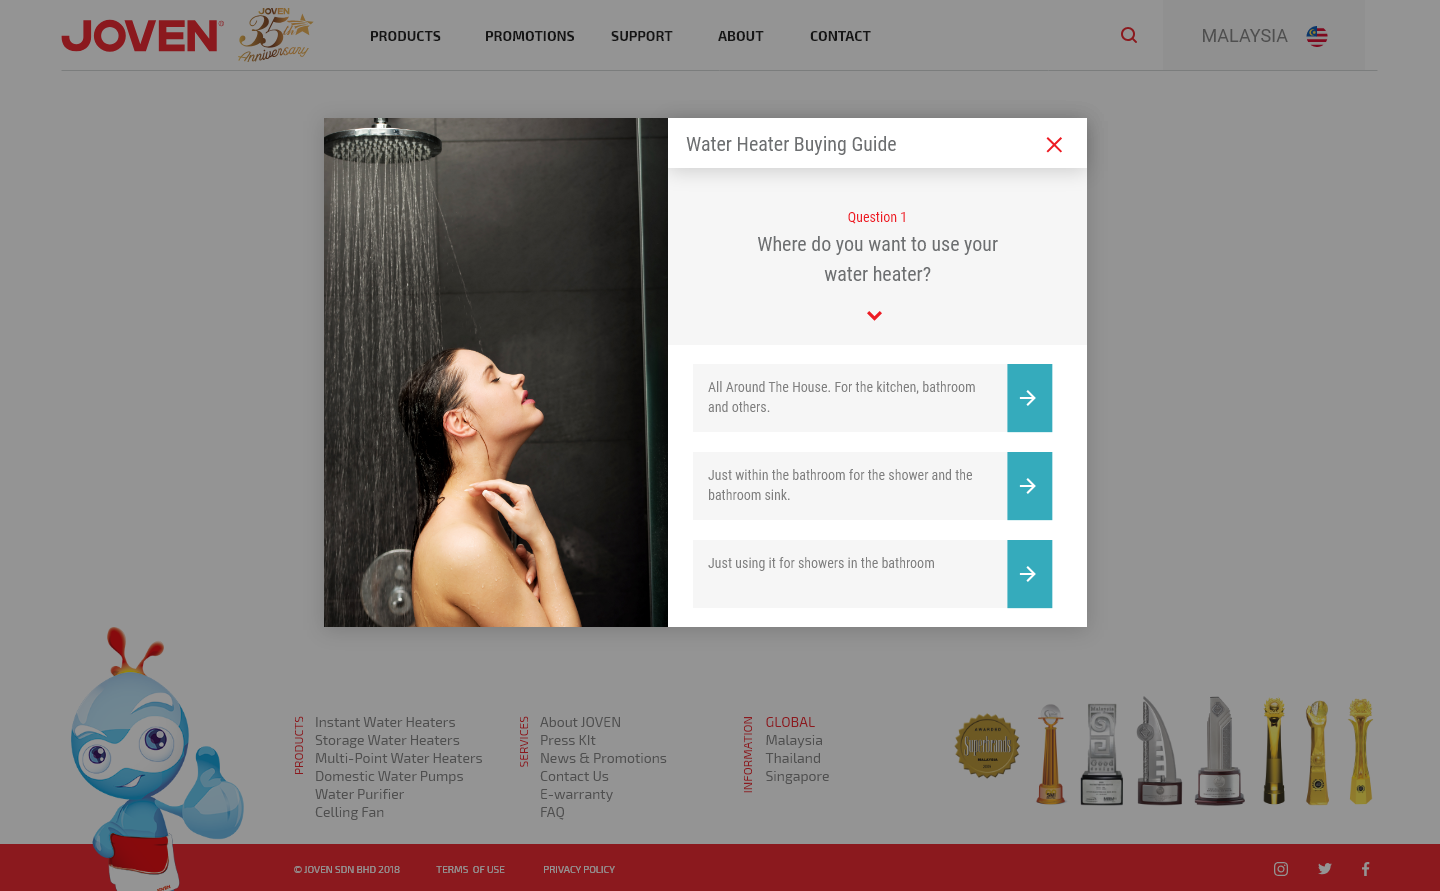 JOVEN
JOVEN
35th
Anniversary
PRODUCTS
PROMOTIONS
SUPPORT
ABOUT
CONTACT
MALAYSIA
Water Heater Buying Guide
Question 1
Where do you want to use your
water heater?
All Around The House. For the kitchen, bathroom
and others.
Just within the bathroom for the shower and the
bathroom sink.
Just using it for showers in the bathroom
PRODUCTS
Instant Water Heaters
Storage Water Heaters
Multi-Point Water Heaters
Domestic Water Pumps
Water Purifier
Celling Fan
SERVICES
About JOVEN
Press KIt
News & Promotions
Contact Us
E-warranty
FAQ
INFORMATION
GLOBAL
Malaysia
Thailand
Singapore
AWARDED
Superbrands
MALAYSIA
© JOVEN SDN BHD 2018
TERMS OF USE
PRIVACY POLICY